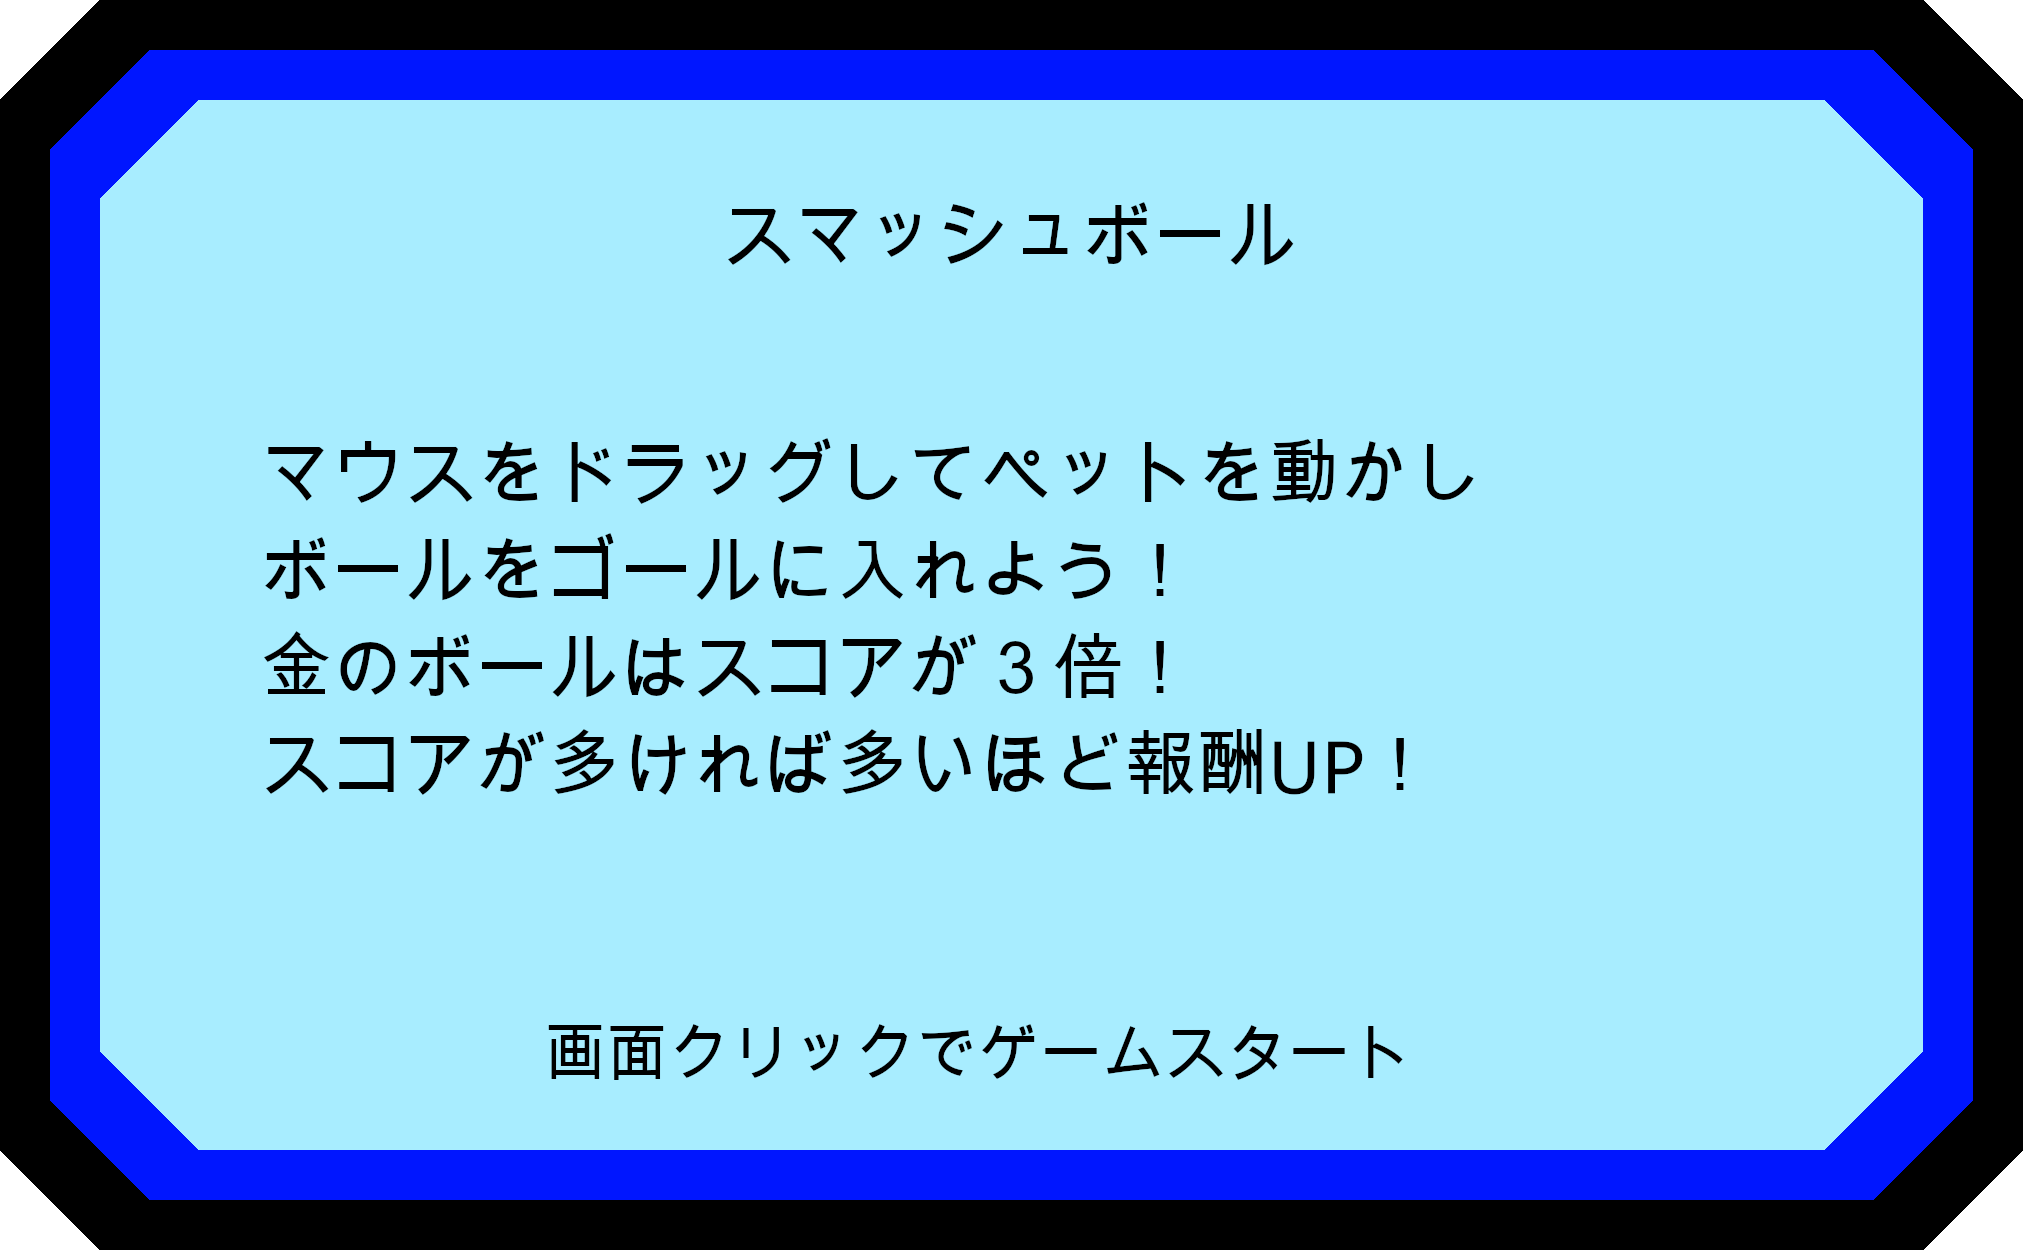 スマッシュボール
マウスをドラッグしてペットを動かし
ボールをゴールに入れよう！
金のボールはスコアが３倍！
スコアが多ければ多いほど報酬UP！
画面クリックでゲームスタート